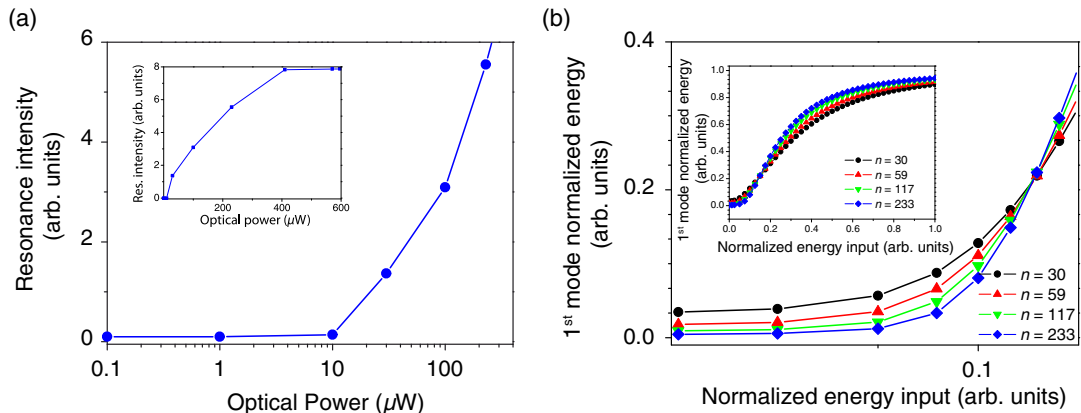 (a)
Resonance intensity
(arb. units)
6
4
2
0
0.1
1
10
100
Optical Power (µW)
Res. intensity (arb. units)
8
6
4
2
0
0
200
400
600
Optical power (µW)
(b)
1st mode normalized energy
(arb. units)
0.4
0.2
0.0
0.1
Normalized energy input (arb. units)
n = 30
n = 59
n = 117
n = 233
1st mode normalized energy
(arb. units)
1.0
0.8
0.6
0.4
0.2
0.0
0.0
0.2
0.4
0.6
0.8
1.0
Normalized energy input (arb. units)
n = 30
n = 59
n = 117
n = 233